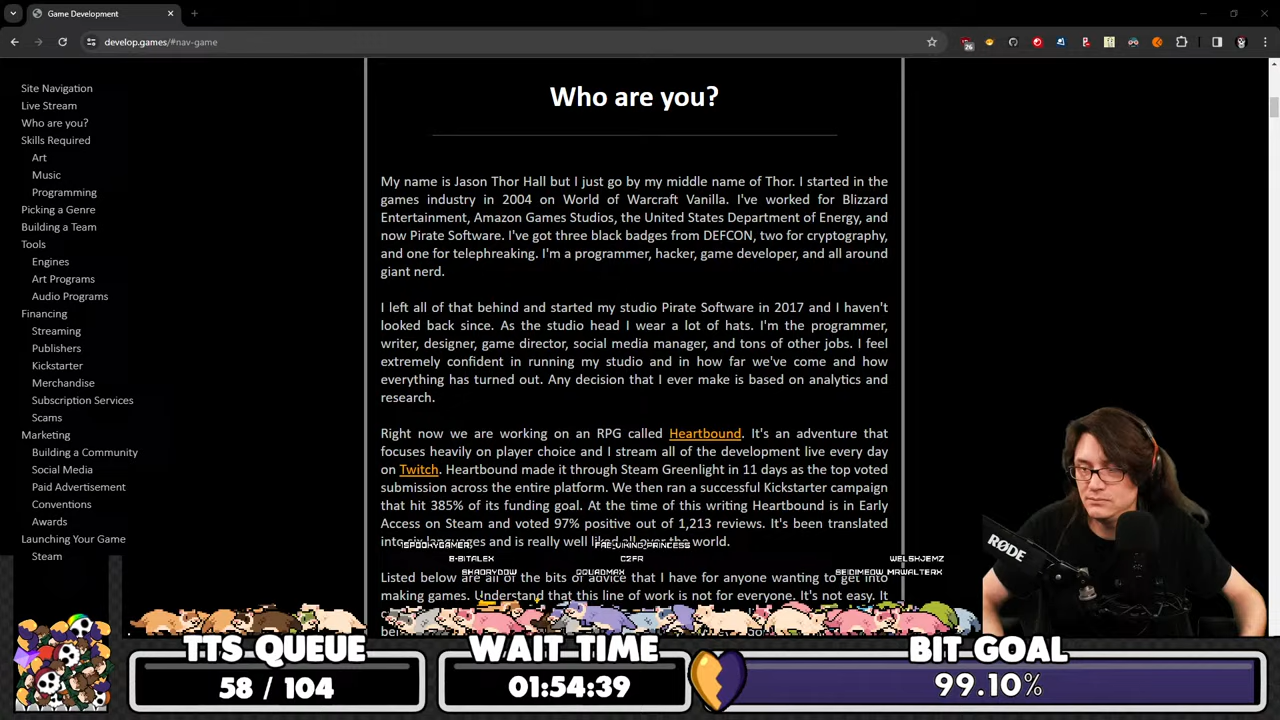 Game Development
develop.games/#nav-game
26
Site Navigation
Live Stream
Who are you?
Skills Required
Art
Music
Programming
Picking a Genre
Building a Team
Tools
Engines
Art Programs
Audio Programs
Financing
Streaming
Publishers
Kickstarter
Merchandise
Subscription Services
Scams
Marketing
Building a Community
Social Media
Paid Advertisement
Conventions
Awards
Launching Your Game
Steam
Who are you?
My name is Jason Thor Hall but I just go by my middle name of Thor. I started in the
games industry in 2004 on World of Warcraft Vanilla. I've worked for Blizzard
Entertainment, Amazon Games Studios, the United States Department of Energy, and
now Pirate Software. I've got three black badges from DEFCON, two for cryptography,
and one for telephreaking. I'm a programmer, hacker, game developer, and all around
giant nerd.
I left all of that behind and started my studio Pirate Software in 2017 and I haven't
looked back since. As the studio head I wear a lot of hats. I'm the programmer,
writer, designer, game director, social media manager, and tons of other jobs. I feel
extremely confident in running my studio and in how far we've come and how
everything has turned out. Any decision that I ever make is based on analytics and
research.
Right now we are working on an RPG called Heartbound. It's an adventure that
focuses heavily on player choice and I stream all of the development live every day
on Twitch. Heartbound made it through Steam Greenlight in 11 days as the top voted
submission across the entire platform. We then ran a successful Kickstarter campaign
that hit 385% of its funding goal. At the time of this writing Heartbound is in Early
Access on Steam and voted 97% positive out of 1,213 reviews. It's been translated
into six languages and is really well liked all over the world.
SPOOKYGAMER, FAE_VIKING_PRINCESS
B-BITALEX C2FR WELSHJEMZ
SHADRYDOW OQUADMAX SEIDIMEOW MRWALTERX
Listed below are all of the bits of advice that I have for anyone wanting to get into
making games. Understand that this line of work is not for everyone. It's not easy. It
RØDE
TTS QUEUE
58 / 104
WAIT TIME
01:54:39
BIT GOAL
99.10%